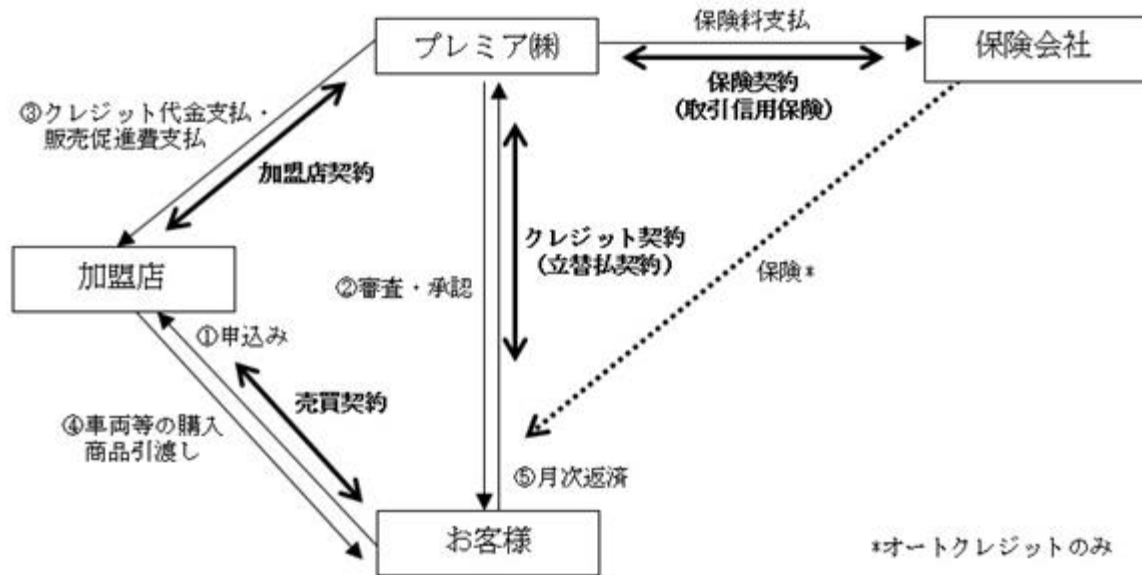 プレミア㈱
保険料支払
保険会社
保険契約
(取引信用保険)
③クレジット代金支払・
販売促進費支払
加盟店契約
クレジット契約
(立替払契約)
加盟店
②審査・承認
保険*
①申込み
売買契約
④車両等の購入
商品引渡し
⑤月次返済
お客様
*オートクレジットのみ